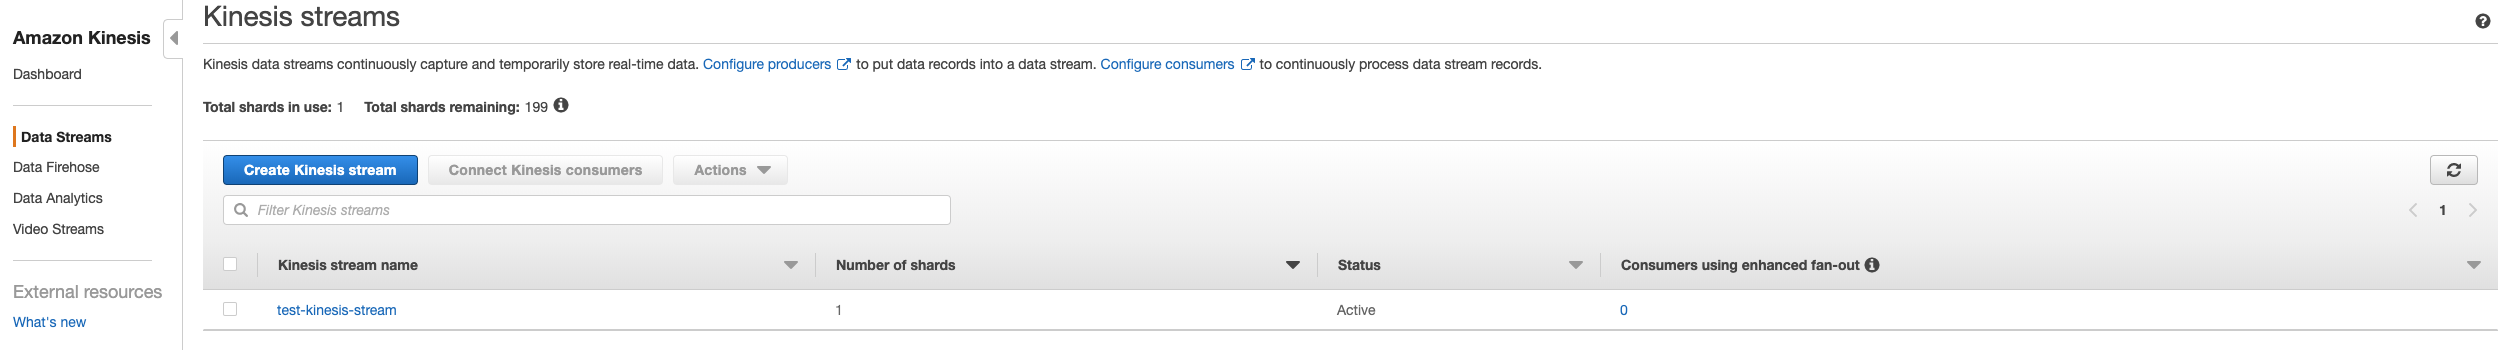 Kinesis streams
Amazon Kinesis
Dashboard
Data Streams
Data Firehose
Data Analytics
Video Streams
External resources
What's new
Kinesis data streams continuously capture and temporarily store real-time data. Configure producers to put data records into a data stream. Configure consumers to continuously process data stream records.
Total shards in use: 1 Total shards remaining: 199
Create Kinesis stream Connect Kinesis consumers Actions
Filter Kinesis streams
1
Kinesis stream name Number of shards Status Consumers using enhanced fan-out
test-kinesis-stream 1 Active 0